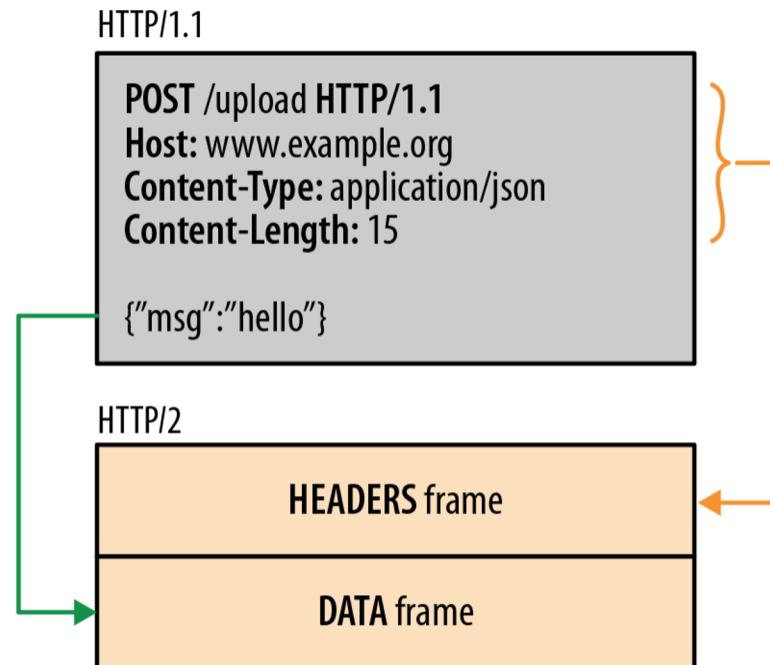 HTTP/1.1
POST /upload HTTP/1.1
Host: www.example.org
Content-Type: application/json
Content-Length: 15
{”msg”:”hello”}
HTTP/2
HEADERS frame
DATA frame